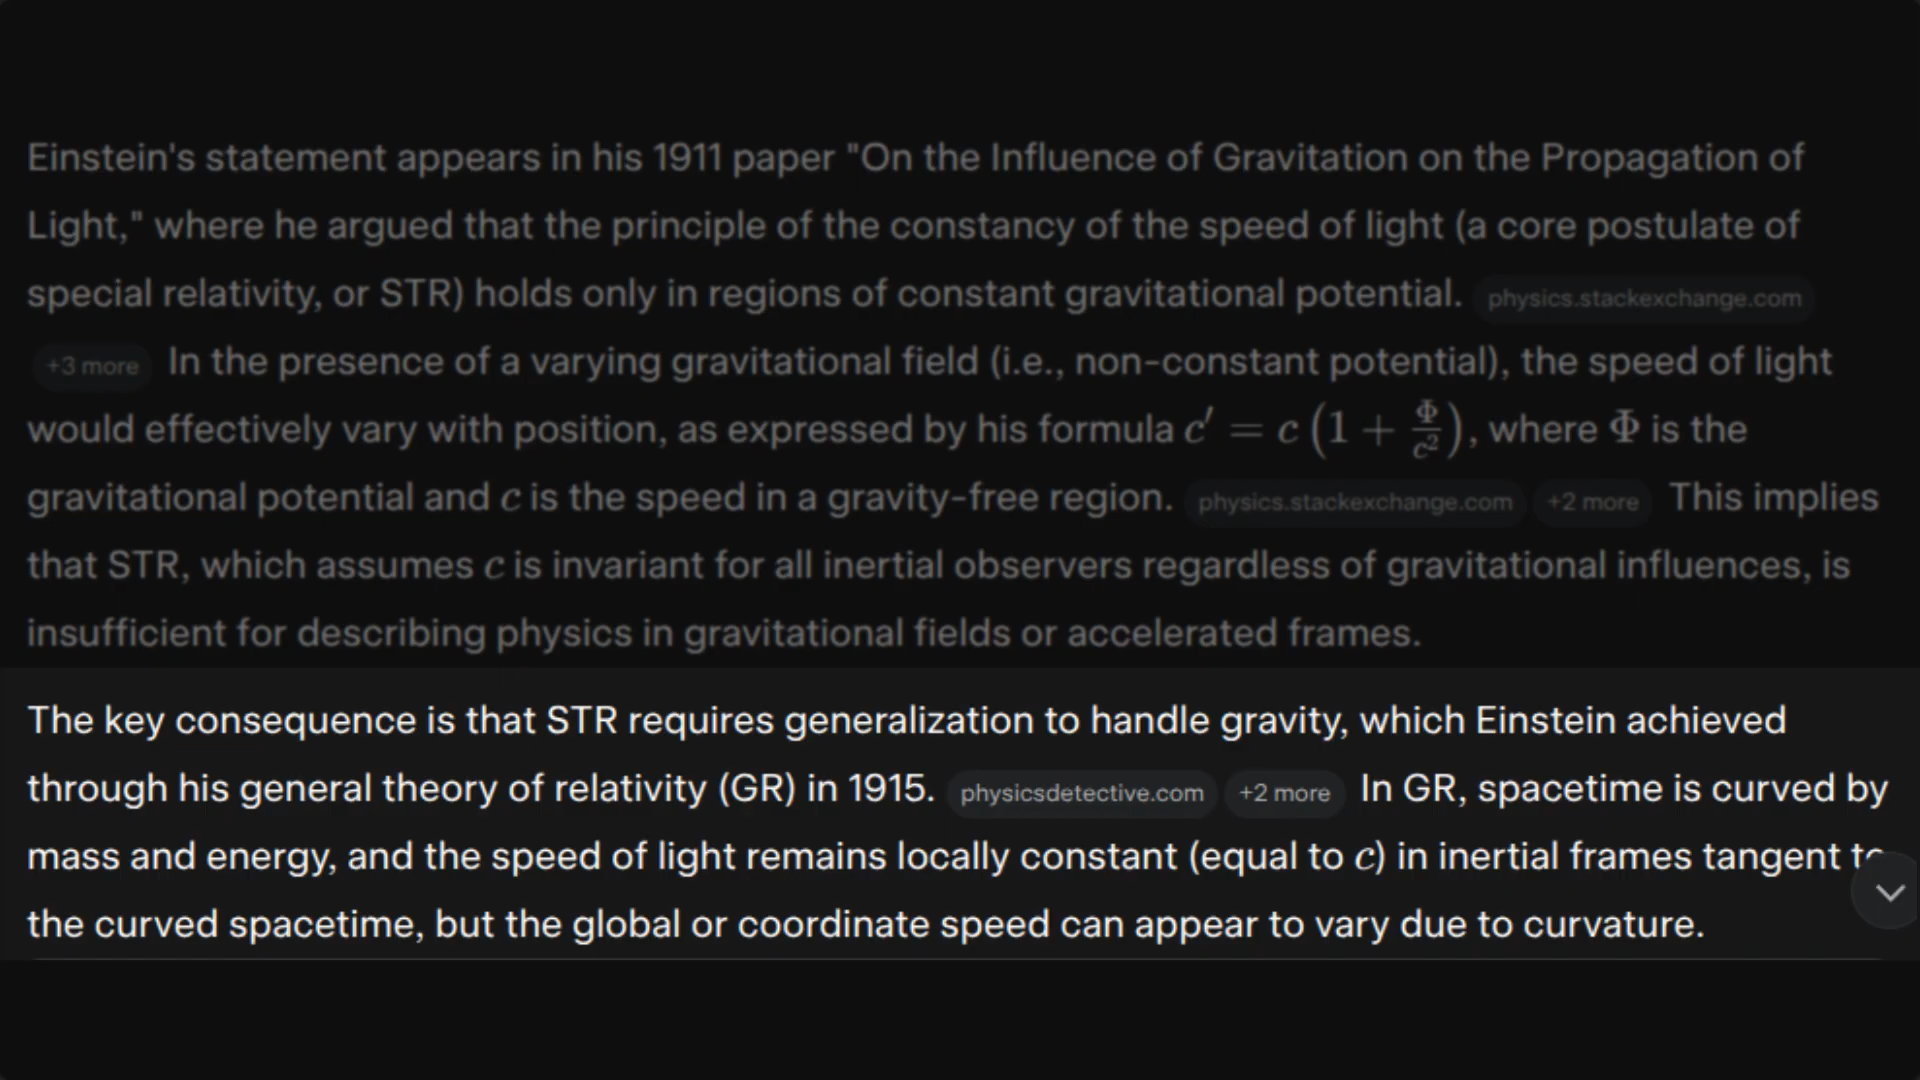 Einstein's statement appears in his 1911 paper "On the Influence of Gravitation on the Propagation of
Light," where he argued that the principle of the constancy of the speed of light (a core postulate of
special relativity, or STR) holds only in regions of constant gravitational potential. physics.stackexchange.com
+3 more In the presence of a varying gravitational field (i.e., non-constant potential), the speed of light
would effectively vary with position, as expressed by his formula c′ = c (1 + Φ/c²), where Φ is the
gravitational potential and c is the speed in a gravity-free region. physics.stackexchange.com +2 more This implies
that STR, which assumes c is invariant for all inertial observers regardless of gravitational influences, is
insufficient for describing physics in gravitational fields or accelerated frames.
The key consequence is that STR requires generalization to handle gravity, which Einstein achieved
through his general theory of relativity (GR) in 1915. physicsdetective.com +2 more In GR, spacetime is curved by
mass and energy, and the speed of light remains locally constant (equal to c) in inertial frames tangent to
the curved spacetime, but the global or coordinate speed can appear to vary due to curvature.